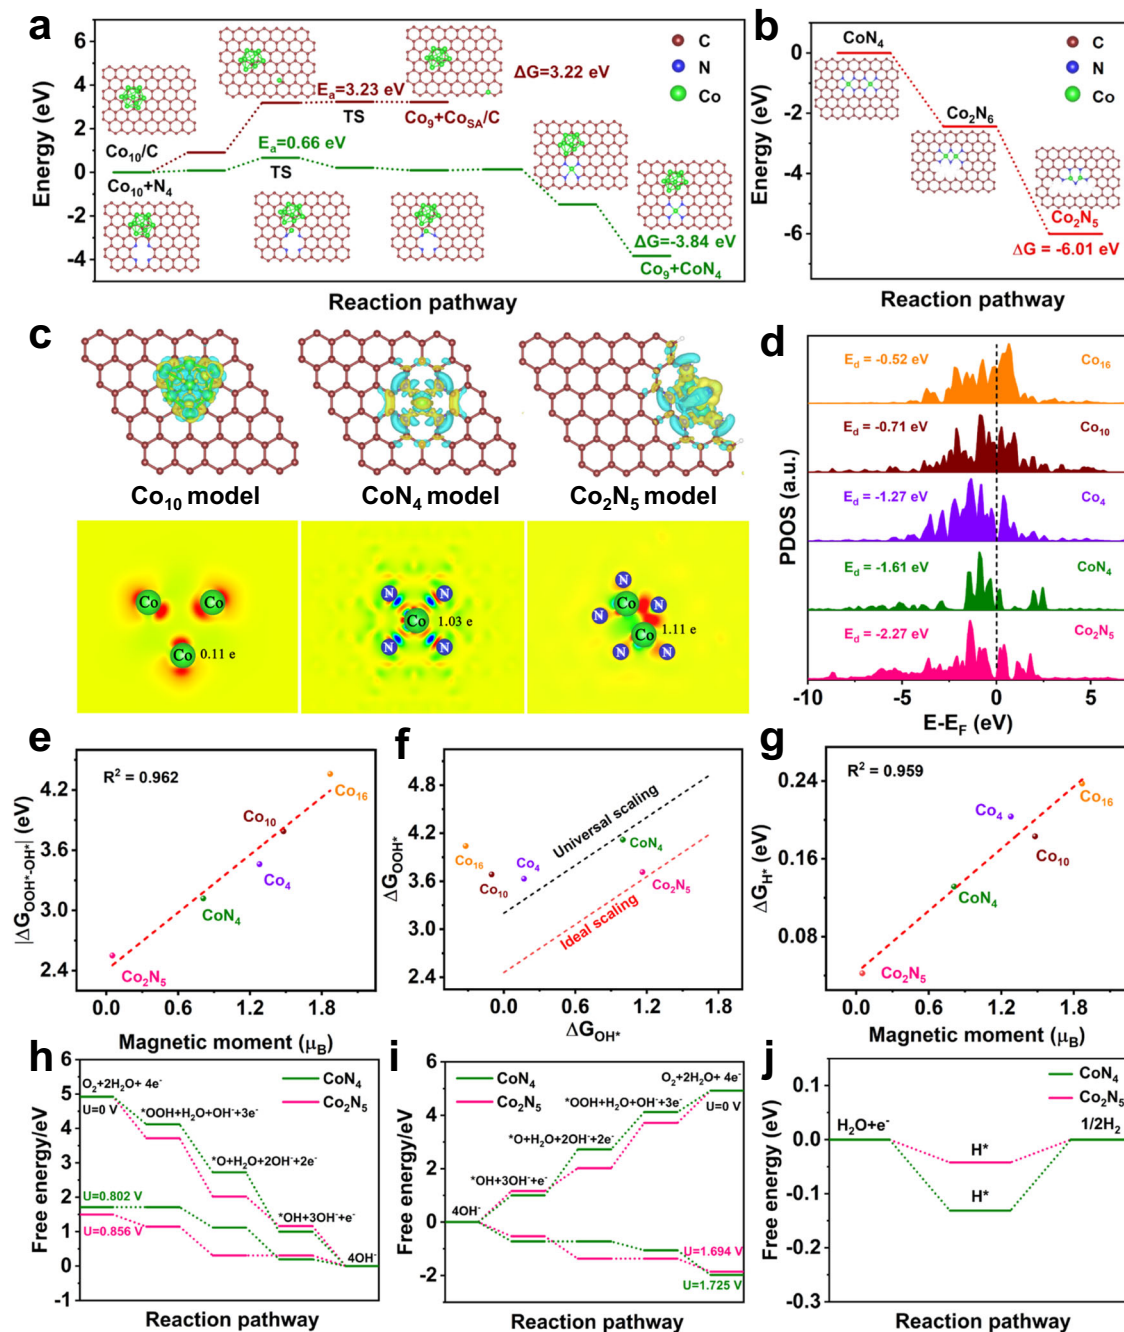 a
6
4
2
0
-2
-4
Energy (eV)
Reaction pathway
C
N
Co
Eₐ=3.23 eV
ΔG=3.22 eV
TS
Co₉+Co_SA/C
Co₁₀/C
Eₐ=0.66 eV
Co₁₀+N₄
TS
ΔG=-3.84 eV
Co₉+CoN₄
b
0
-2
-4
-6
Energy (eV)
Reaction pathway
CoN₄
C
N
Co
Co₂N₆
Co₂N₅
ΔG = -6.01 eV
c
Co₁₀ model
CoN₄ model
Co₂N₅ model
Co
Co
Co
0.11 e
N
N
Co
1.03 e
N
N
N
Co
N
N
Co
1.11 e
N
N
d
PDOS (a.u.)
E_d = -0.52 eV
Co₁₆
E_d = -0.71 eV
Co₁₀
E_d = -1.27 eV
Co₄
E_d = -1.61 eV
CoN₄
E_d = -2.27 eV
Co₂N₅
-10
-5
0
5
E-E_F (eV)
e
R² = 0.962
4.2
3.6
3.0
2.4
|ΔG_OOH*-OH*| (eV)
Co₁₆
Co₁₀
Co₄
CoN₄
Co₂N₅
0.0
0.6
1.2
1.8
Magnetic moment (μ_B)
f
4.8
4.2
3.6
3.0
2.4
ΔG_OOH*
Universal scaling
Co₁₆
Co₁₀
Co₄
CoN₄
Co₂N₅
Ideal scaling
0.0
0.6
1.2
1.8
ΔG_OH*
g
R² = 0.959
0.24
0.16
0.08
ΔG_H* (eV)
Co₁₆
Co₄
Co₁₀
CoN₄
Co₂N₅
0.0
0.6
1.2
1.8
Magnetic moment (μ_B)
h
6
5
4
3
2
1
0
-1
Free energy/eV
O₂+2H₂O+ 4e⁻
U=0 V
CoN₄
Co₂N₅
*OOH+H₂O+OH⁻+3e⁻
*O+H₂O+2OH⁻+2e⁻
U=0.802 V
U=0.856 V
*OH+3OH⁻+e⁻
4OH⁻
Reaction pathway
i
6
4
2
0
-2
Free energy/eV
CoN₄
Co₂N₅
O₂+2H₂O+ 4e⁻
U=0 V
*OOH+H₂O+OH⁻+3e⁻
*O+H₂O+2OH⁻+2e⁻
*OH+3OH⁻+e⁻
4OH⁻
U=1.694 V
U=1.725 V
Reaction pathway
j
0.1
0.0
-0.1
-0.2
-0.3
Free energy (eV)
CoN₄
Co₂N₅
H₂O+e⁻
1/2H₂
H*
H*
Reaction pathway